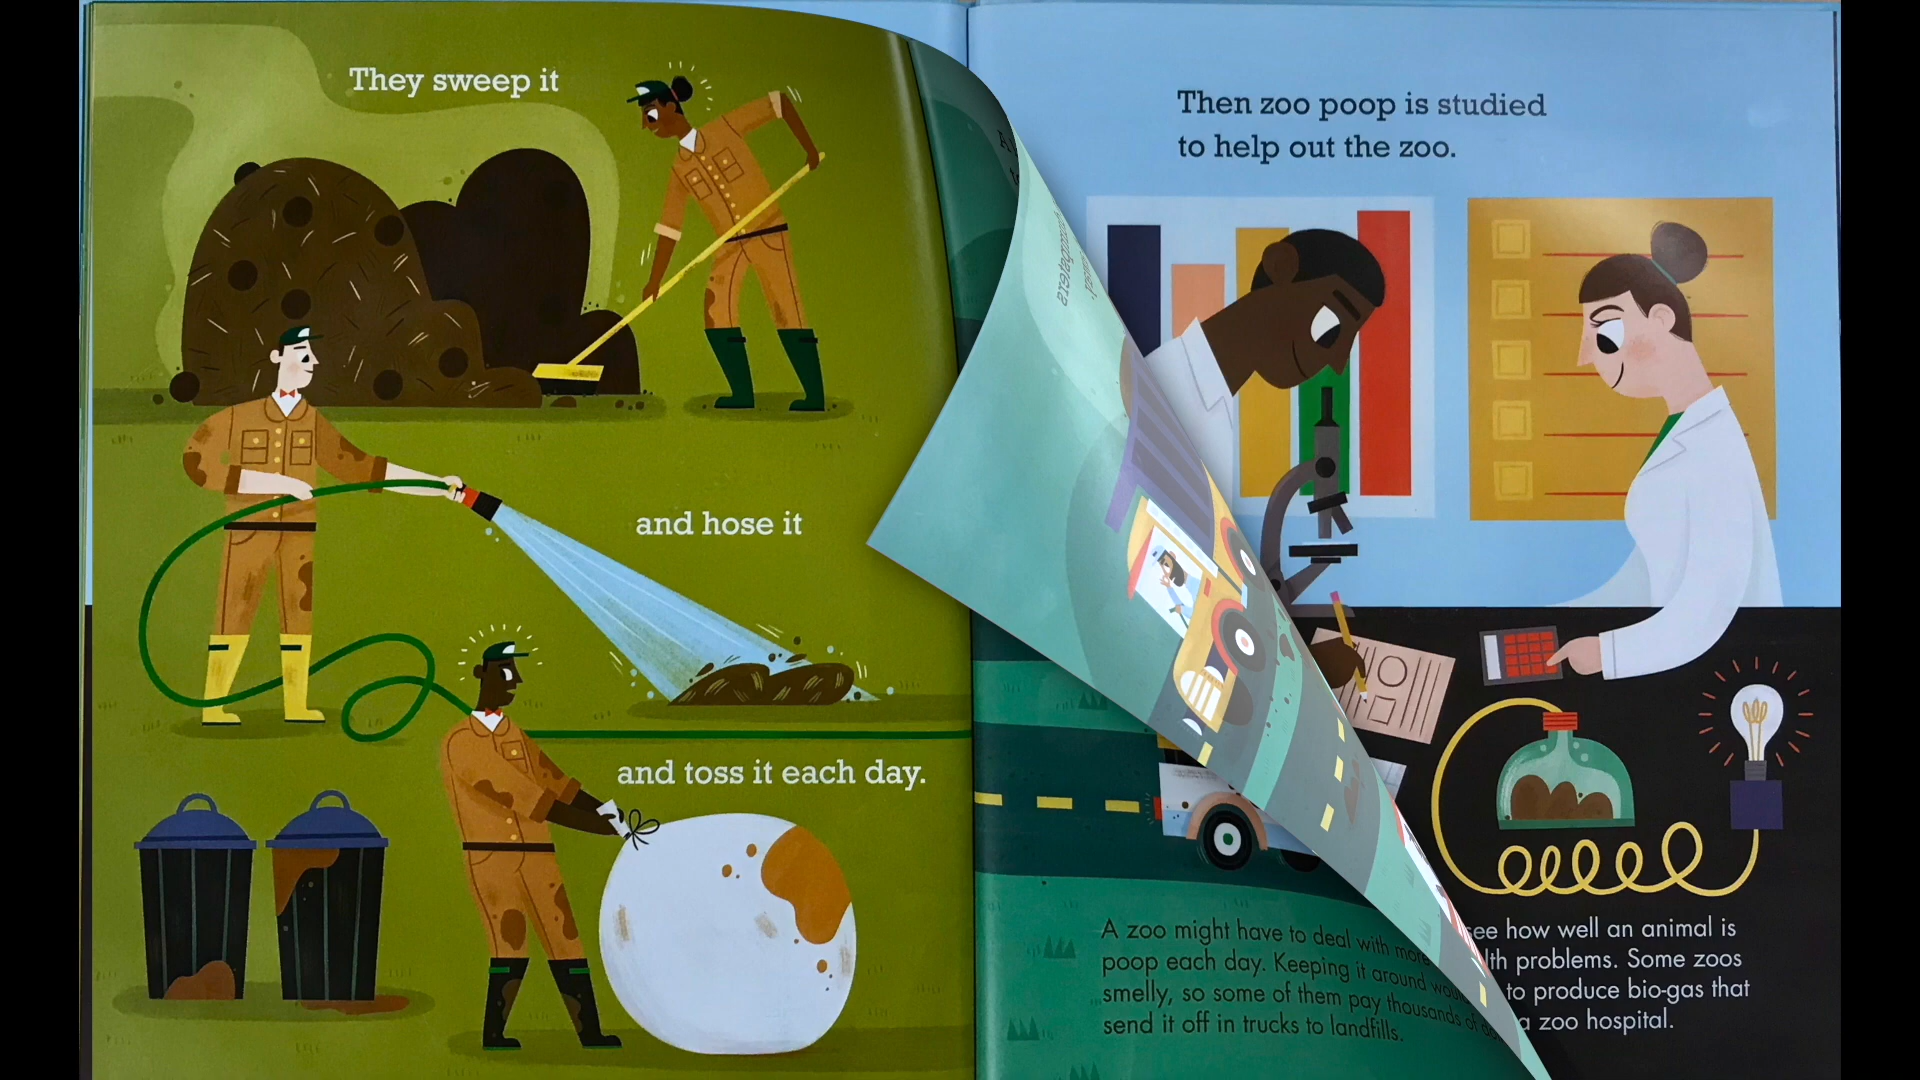 They sweep it
and hose it
and toss it each day.
Then zoo poop is studied
to help out the zoo.
A zoo might have to deal with more
poop each day. Keeping it around would
smelly, so some of them pay thousands of
send it off in trucks to landfills.
see how well an animal is
problems. Some zoos
to produce bio-gas that
a zoo hospital.